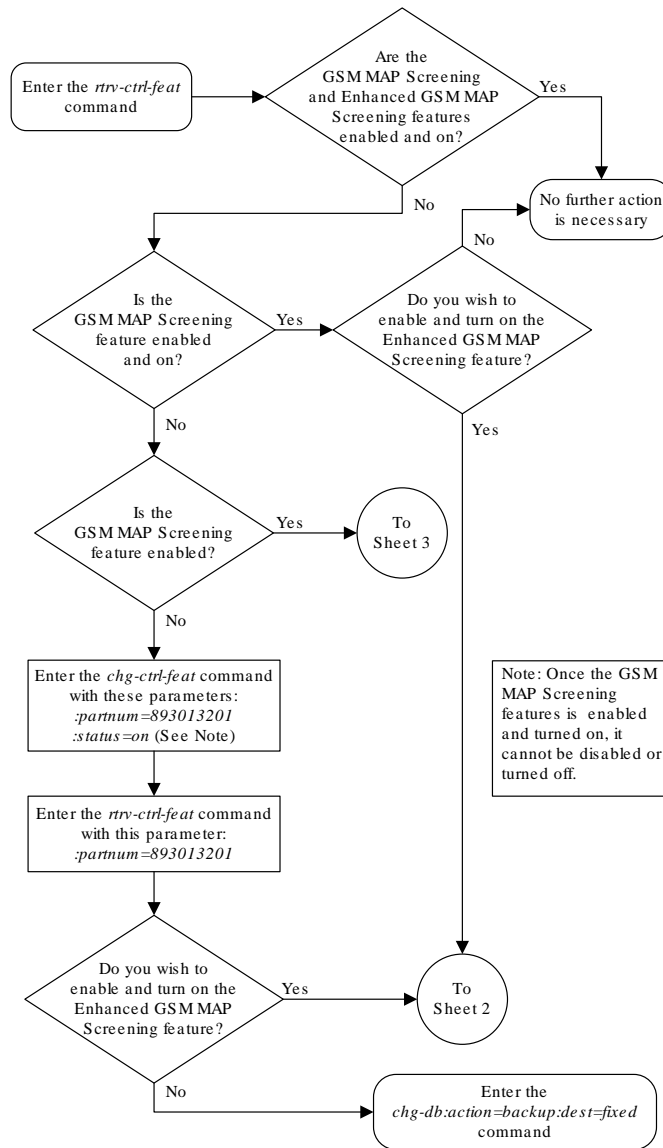 Enter the rtrv-ctrl-feat
command
Are the
GSM MAP Screening
and Enhanced GSM MAP
Screening features
enabled and on?
Yes
No
No further action
is necessary
No
Is the
GSM MAP Screening
feature enabled
and on?
Yes
Do you wish to
enable and turn on the
Enhanced GSM MAP
Screening feature?
No
Yes
Is the
GSM MAP Screening
feature enabled?
Yes
To
Sheet 3
No
Enter the chg-ctrl-feat command
with these parameters:
:partnum=893013201
:status=on (See Note)
Note: Once the GSM
MAP Screening
features is enabled
and turned on, it
cannot be disabled or
turned off.
Enter the rtrv-ctrl-feat command
with this parameter:
:partnum=893013201
Do you wish to
enable and turn on the
Enhanced GSM MAP
Screening feature?
Yes
To
Sheet 2
No
Enter the
chg-db:action=backup:dest=fixed
command